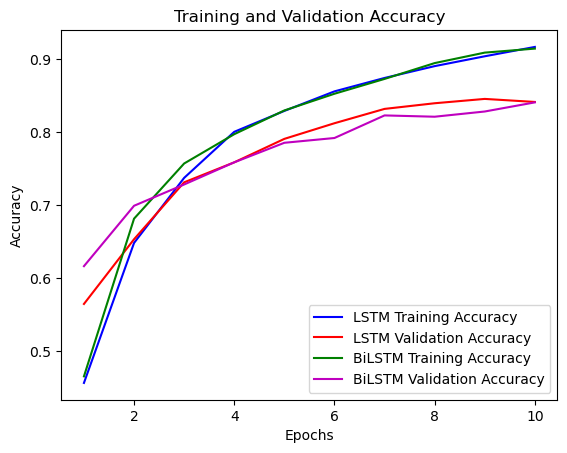 Training and Validation Accuracy
Accuracy
0.9
0.8
0.7
0.6
0.5
LSTM Training Accuracy
LSTM Validation Accuracy
BiLSTM Training Accuracy
BiLSTM Validation Accuracy
2 4 6 8 10
Epochs